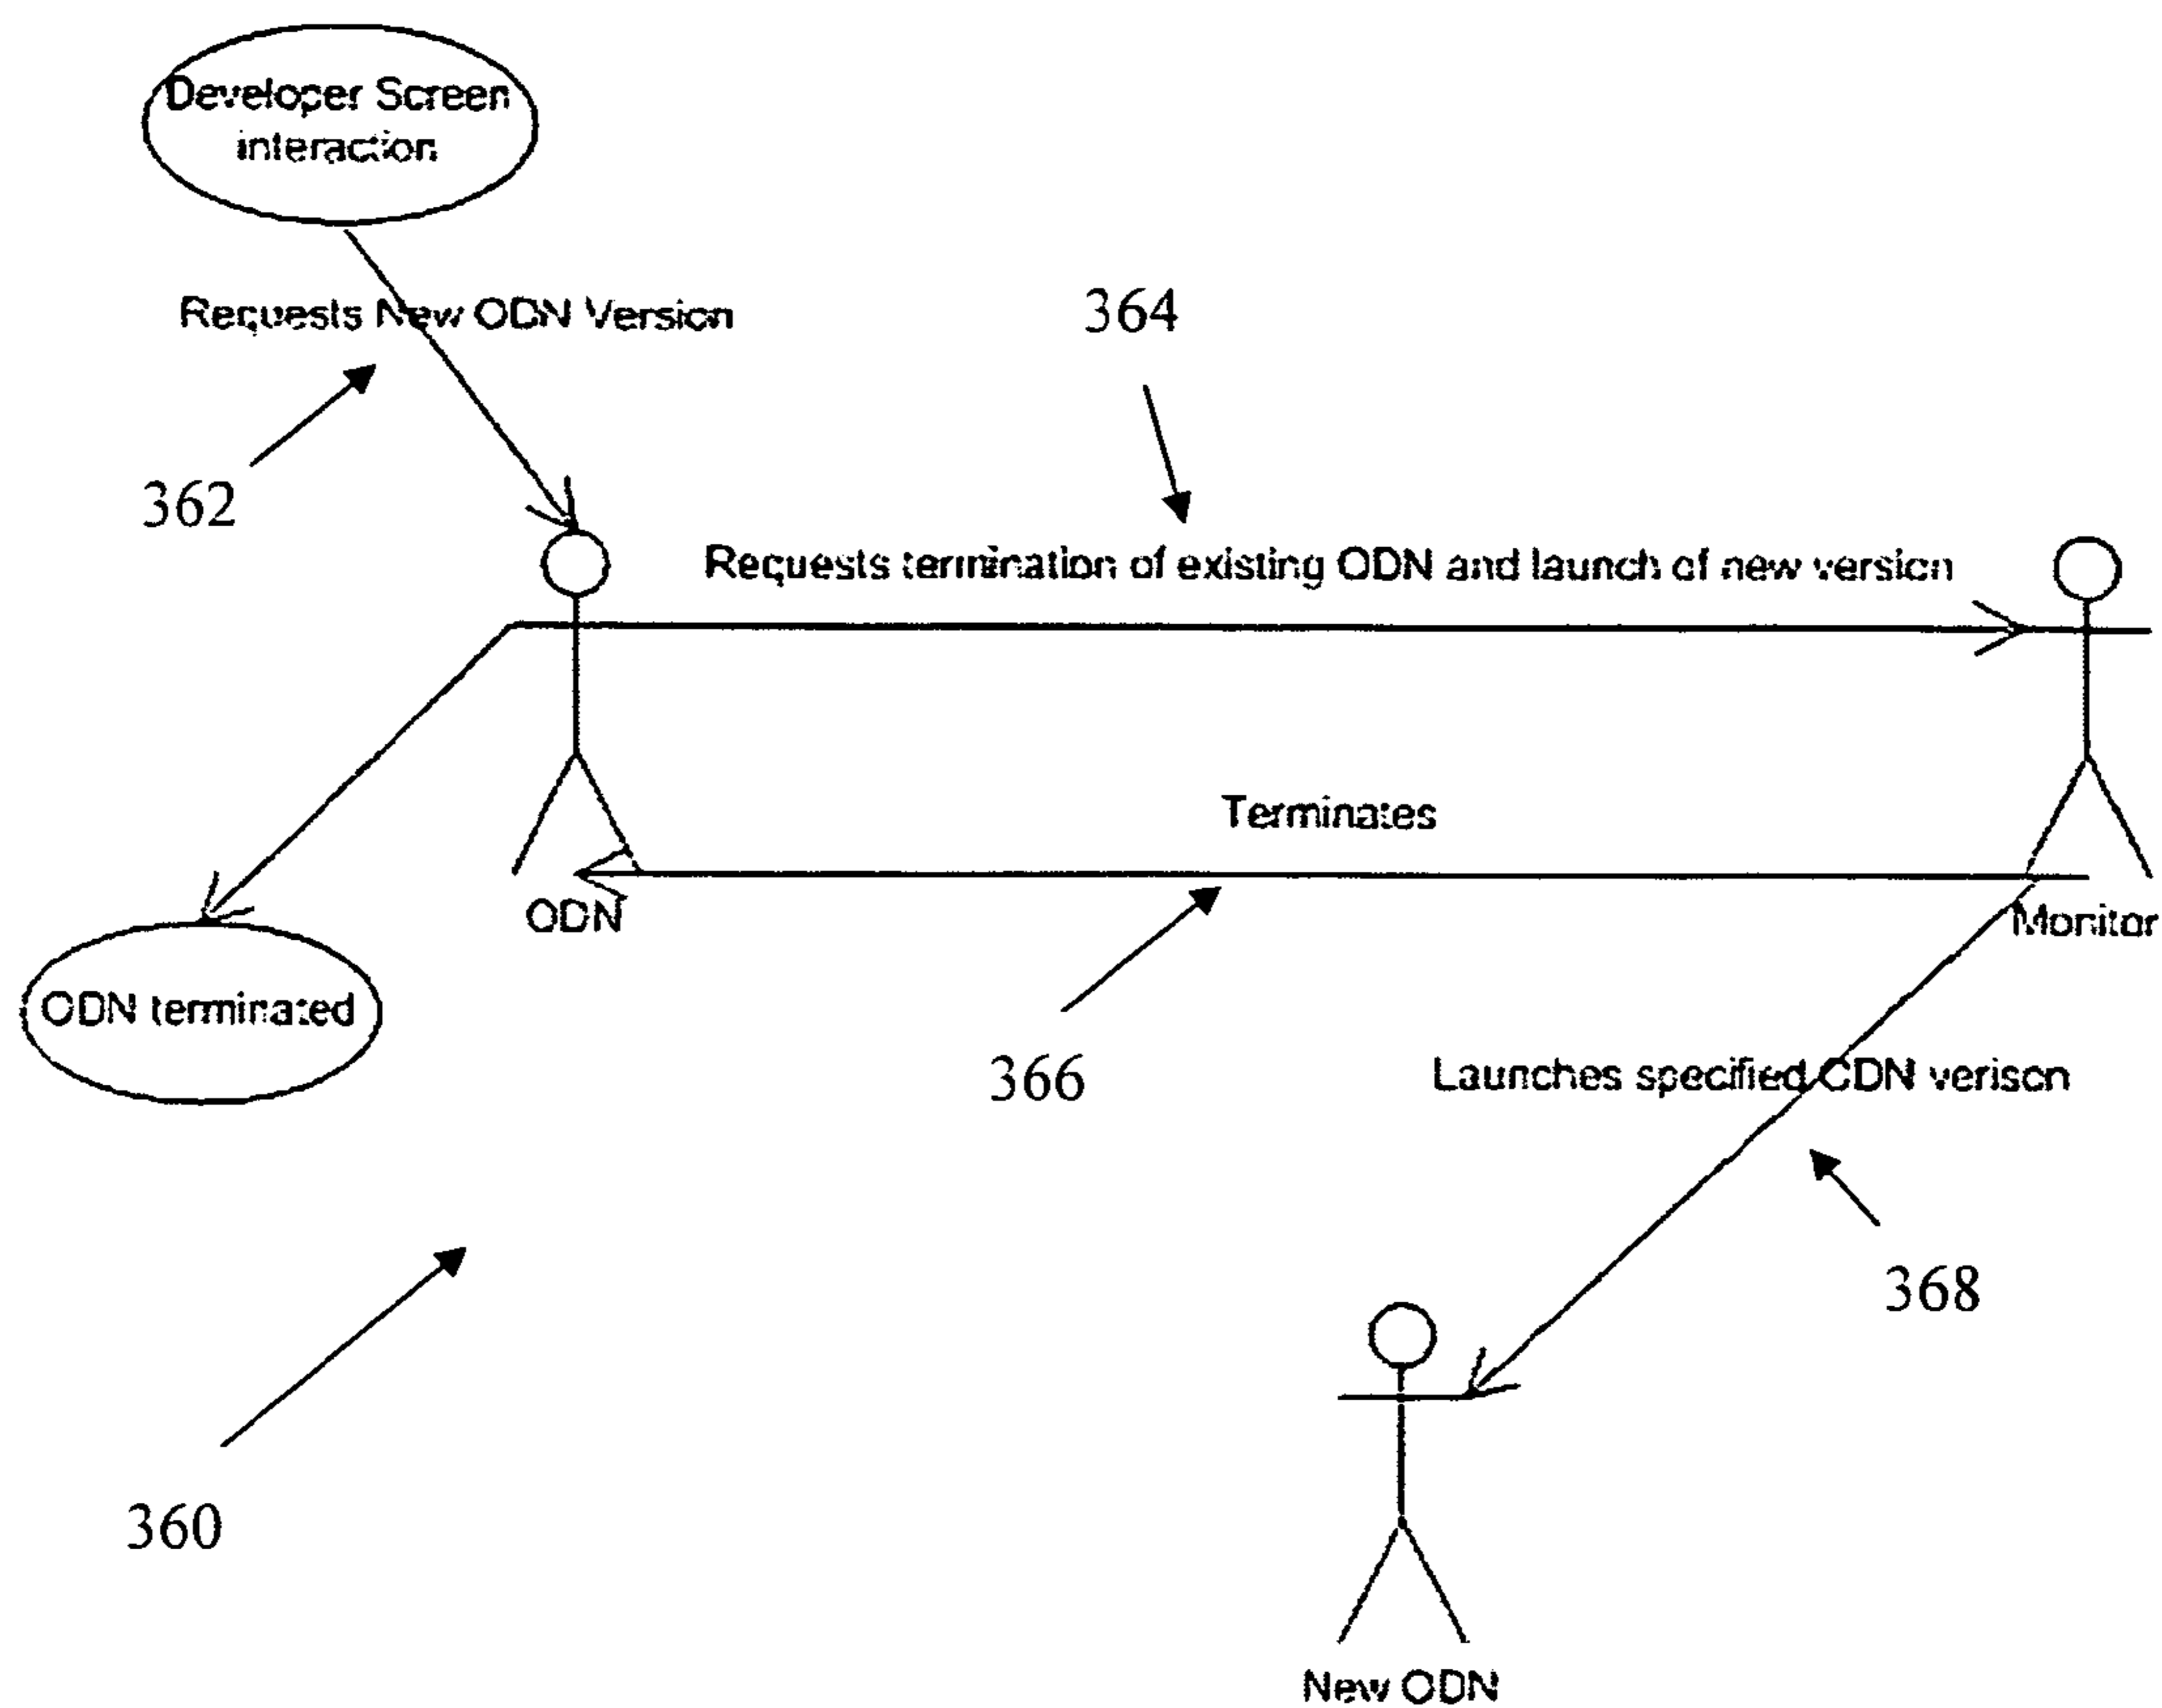 Developer Screen
interaction
Requests New ODN Version
364
362
Requests termination of existing ODN and launch of new version
Terminates
ODN
Monitor
ODN terminated
366
Launches specified ODN verison
368
360
New ODN